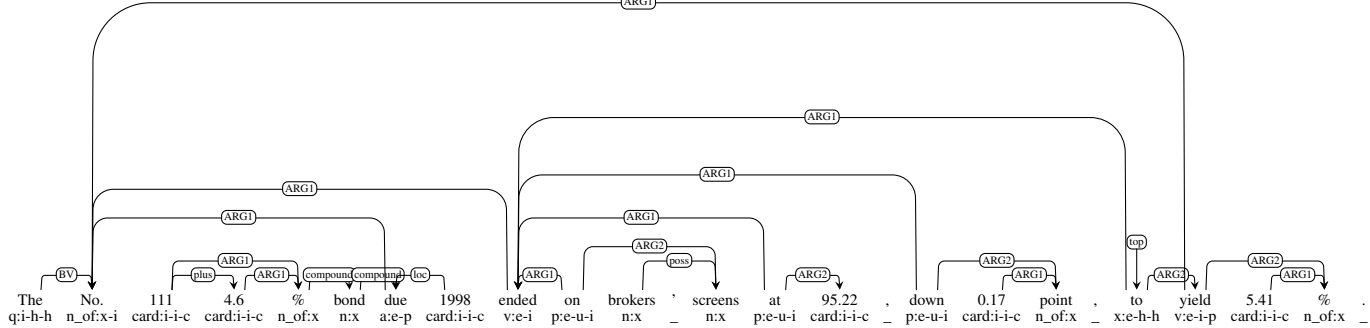 ARG1
ARG1
ARG1
ARG1
ARG1
ARG1
top
ARG2
poss
ARG1
ARG2
ARG2
BV
plus
ARG1
compound
compound
loc
ARG1
ARG2
ARG1
ARG2
ARG1
The No. 111 4.6 % bond due 1998 ended on brokers ' screens at 95.22 , down 0.17 point , to yield 5.41 % .
q:i-h-h n_of:x-i card:i-i-c card:i-i-c n_of:x n:x a:e-p card:i-i-c v:e-i p:e-u-i n:x _ n:x p:e-u-i card:i-i-c _ p:e-u-i card:i-i-c n_of:x _ x:e-h-h v:e-i-p card:i-i-c n_of:x _